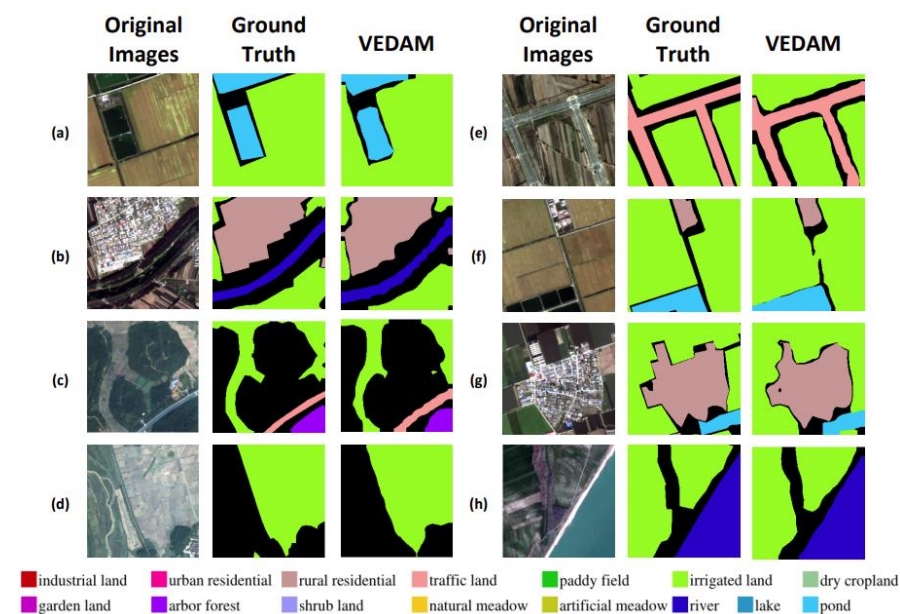 Original Images Ground Truth VEDAM Original Images Ground Truth VEDAM
(a) (e)
(b) (f)
(c) (g)
(d) (h)
industrial land urban residential rural residential traffic land paddy field irrigated land dry cropland
garden land arbor forest shrub land natural meadow artificial meadow river lake pond